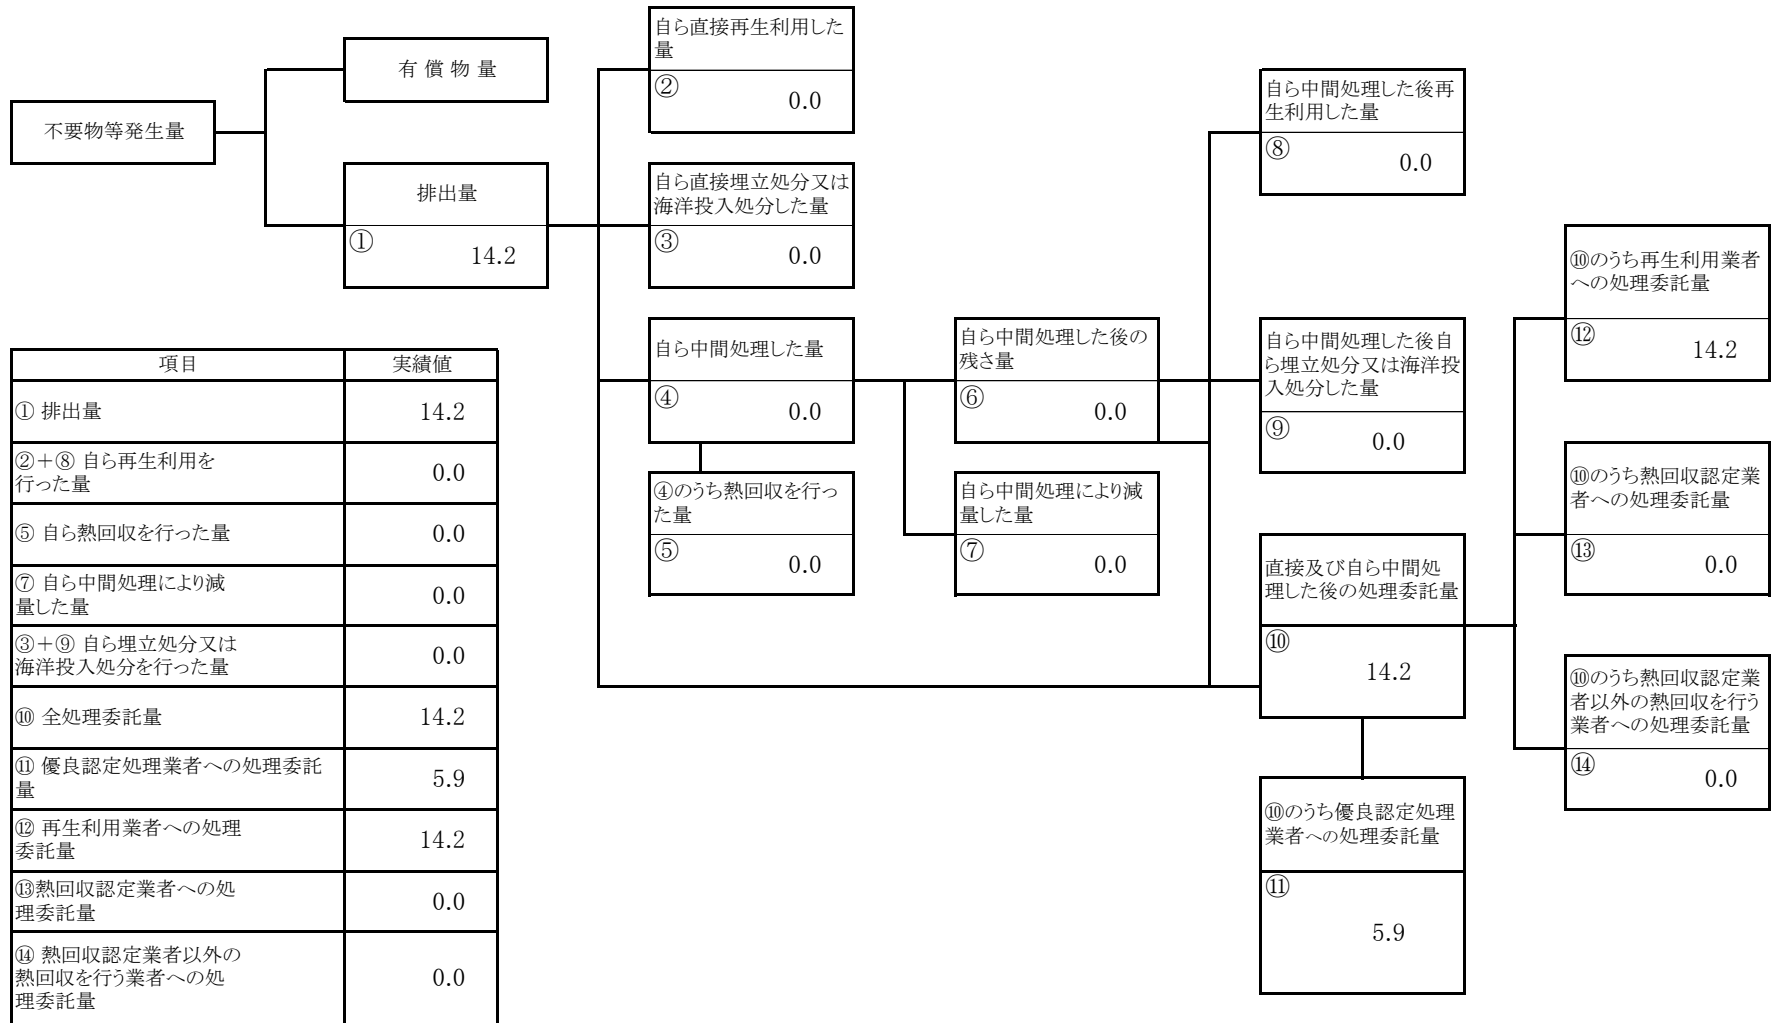 不要物等発生量
有 償 物 量
排出量
①
14.2
自ら直接再生利用した
量
②
0.0
自ら直接埋立処分又は
海洋投入処分した量
③
0.0
自ら中間処理した量
④
0.0
④のうち熱回収を行っ
た量
⑤
0.0
自ら中間処理した後の
残さ量
⑥
0.0
自ら中間処理により減
量した量
⑦
0.0
自ら中間処理した後再
生利用した量
⑧
0.0
自ら中間処理した後自
ら埋立処分又は海洋投
入処分した量
⑨
0.0
直接及び自ら中間処
理した後の処理委託量
⑩
14.2
⑩のうち優良認定処理
業者への処理委託量
⑪
5.9
⑩のうち再生利用業者
への処理委託量
⑫
14.2
⑩のうち熱回収認定業
者への処理委託量
⑬
0.0
⑩のうち熱回収認定業
者以外の熱回収を行う
業者への処理委託量
⑭
0.0
項目 実績値
① 排出量 14.2
②＋⑧ 自ら再生利用を
行った量 0.0
⑤ 自ら熱回収を行った量 0.0
⑦ 自ら中間処理により減
量した量 0.0
③＋⑨ 自ら埋立処分又は
海洋投入処分を行った量 0.0
⑩ 全処理委託量 14.2
⑪ 優良認定処理業者への処理委託
量 5.9
⑫ 再生利用業者への処理
委託量 14.2
⑬熱回収認定業者への処
理委託量 0.0
⑭ 熱回収認定業者以外の
熱回収を行う業者への処
理委託量 0.0